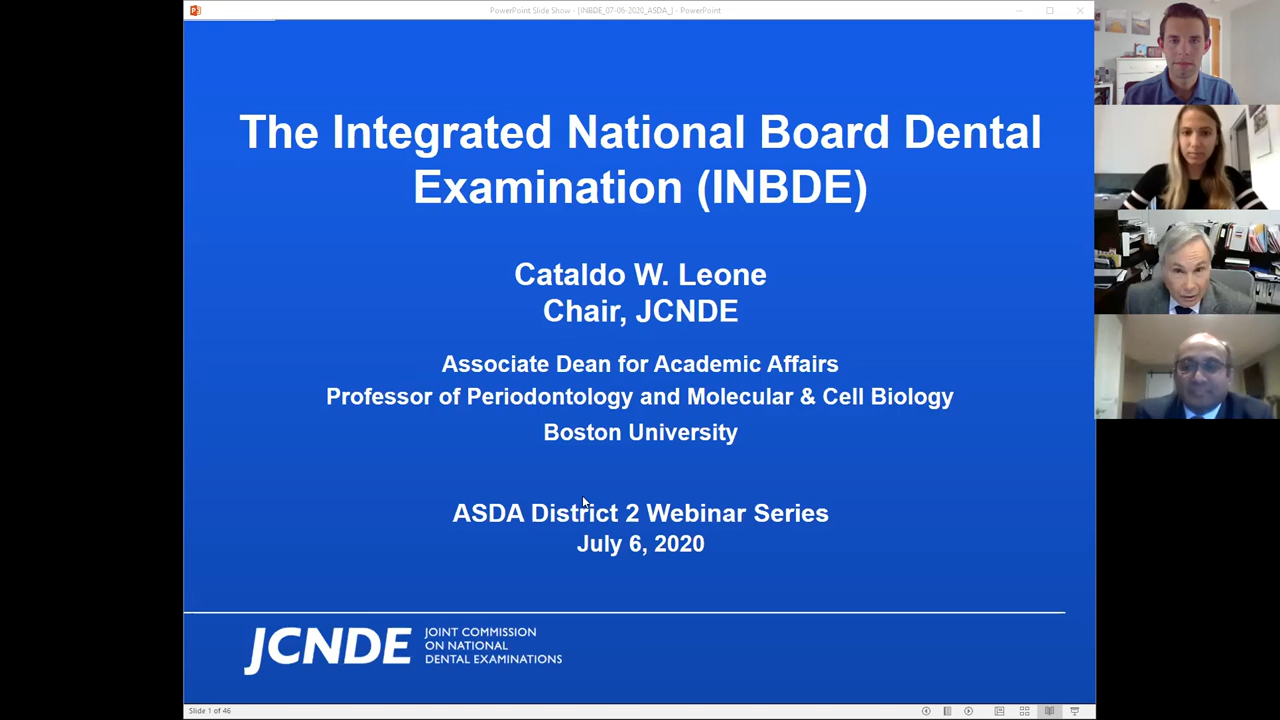 PowerPoint Slide Show - [INBDE_07-06-2020_ASDA_] - PowerPoint
The Integrated National Board Dental
Examination (INBDE)
Cataldo W. Leone
Chair, JCNDE
Associate Dean for Academic Affairs
Professor of Periodontology and Molecular & Cell Biology
Boston University
ASDA District 2 Webinar Series
July 6, 2020
JCNDE
JOINT COMMISSION
ON NATIONAL
DENTAL EXAMINATIONS
Slide 1 of 46